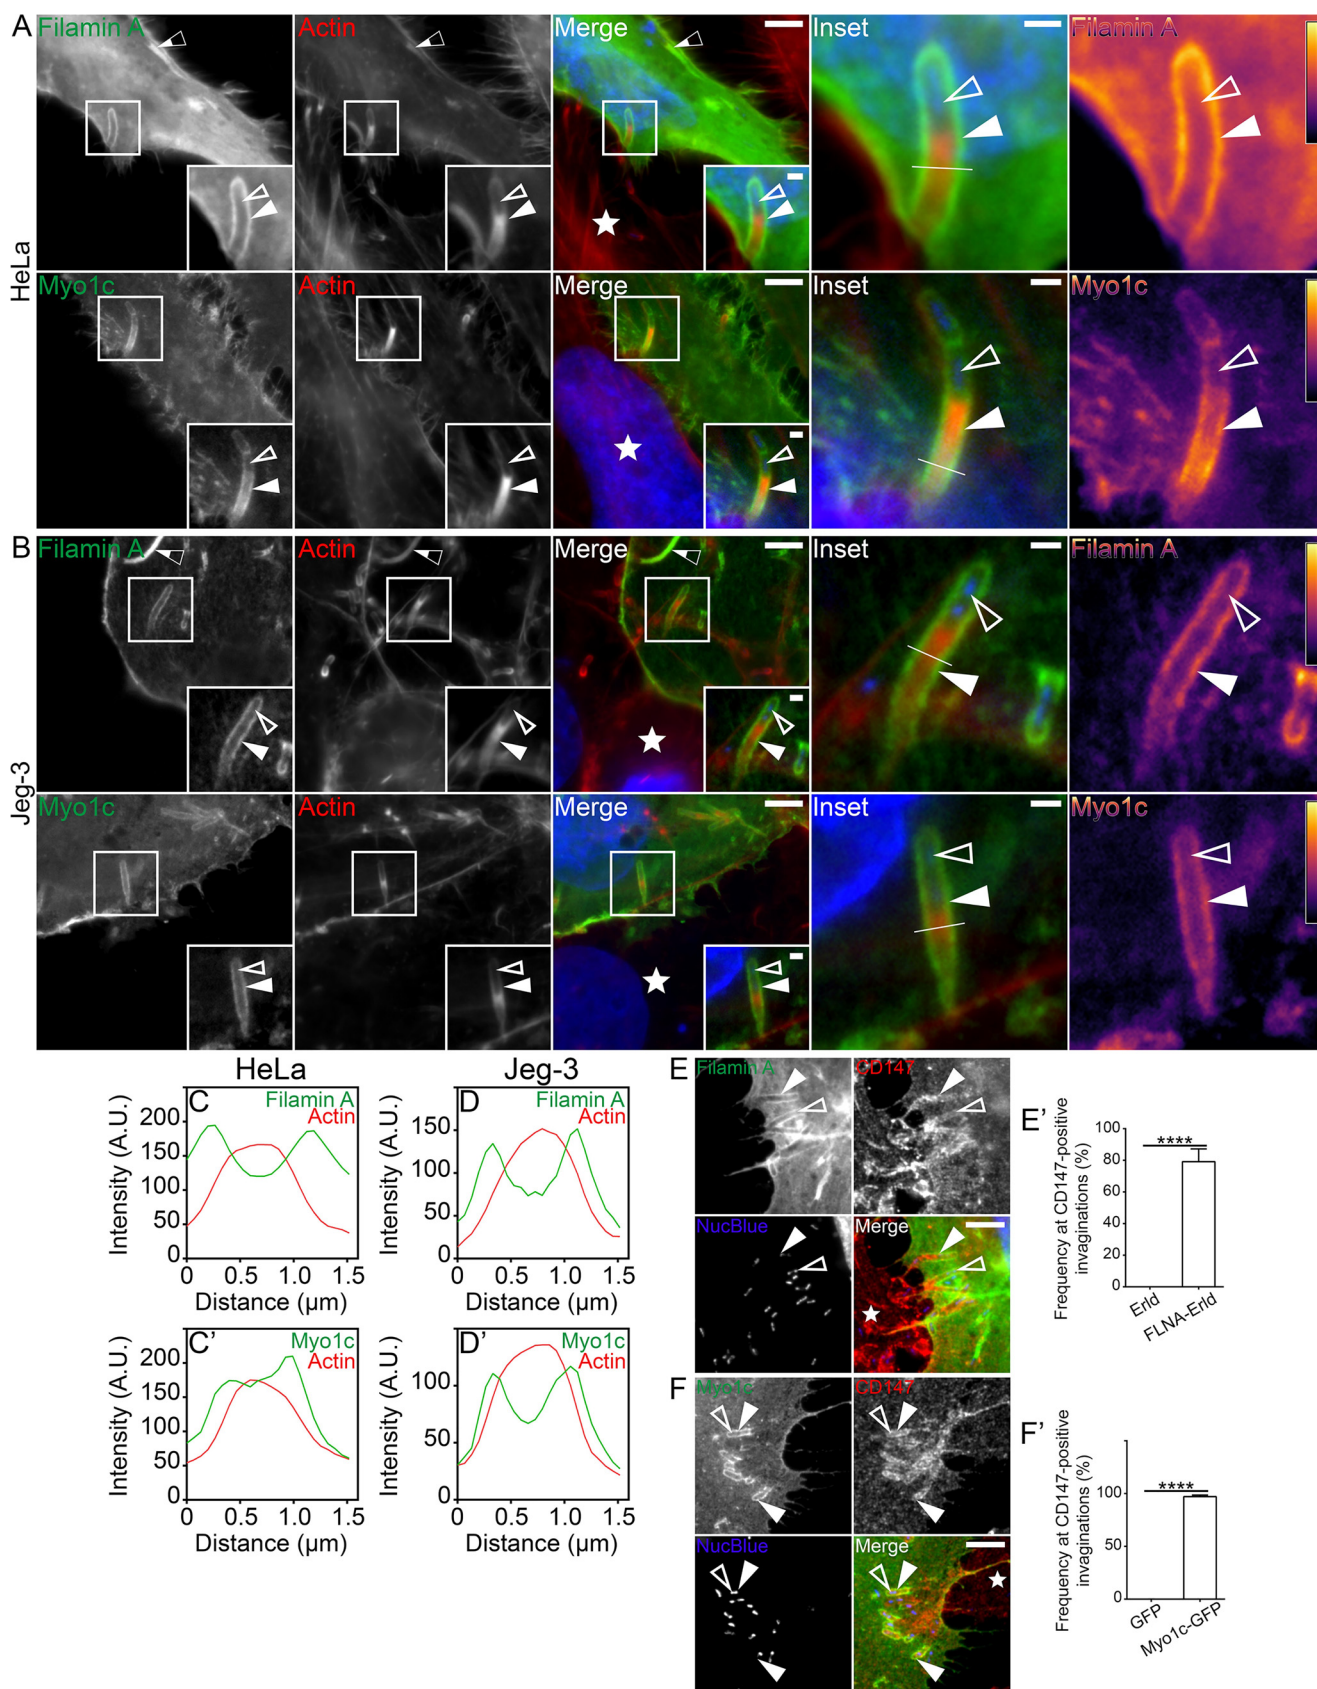 A
HeLa
Filamin A
Actin
Merge
Inset
Filamin A
Myo1c
Actin
Merge
Inset
Myo1c
B
Jeg-3
Filamin A
Actin
Merge
Inset
Filamin A
Myo1c
Actin
Merge
Inset
Myo1c
HeLa
C
Filamin A
Actin
Intensity (A.U.)
200
150
100
50
0
0
0.5
1.0
1.5
Distance (µm)
Jeg-3
D
Filamin A
Actin
Intensity (A.U.)
150
100
50
0
0
0.5
1.0
1.5
Distance (µm)
C'
Myo1c
Actin
Intensity (A.U.)
200
150
100
50
0
0
0.5
1.0
1.5
Distance (µm)
D'
Myo1c
Actin
Intensity (A.U.)
100
50
0
0
0.5
1.0
1.5
Distance (µm)
E
Filamin A
CD147
NucBlue
Merge
E'
Frequency at CD147-positive
invaginations (%)
100
80
60
40
20
0
****
Erld
FLNA-Erld
F
Myo1c
CD147
NucBlue
Merge
F'
Frequency at CD147-positive
invaginations (%)
100
50
0
****
GFP
Myo1c-GFP